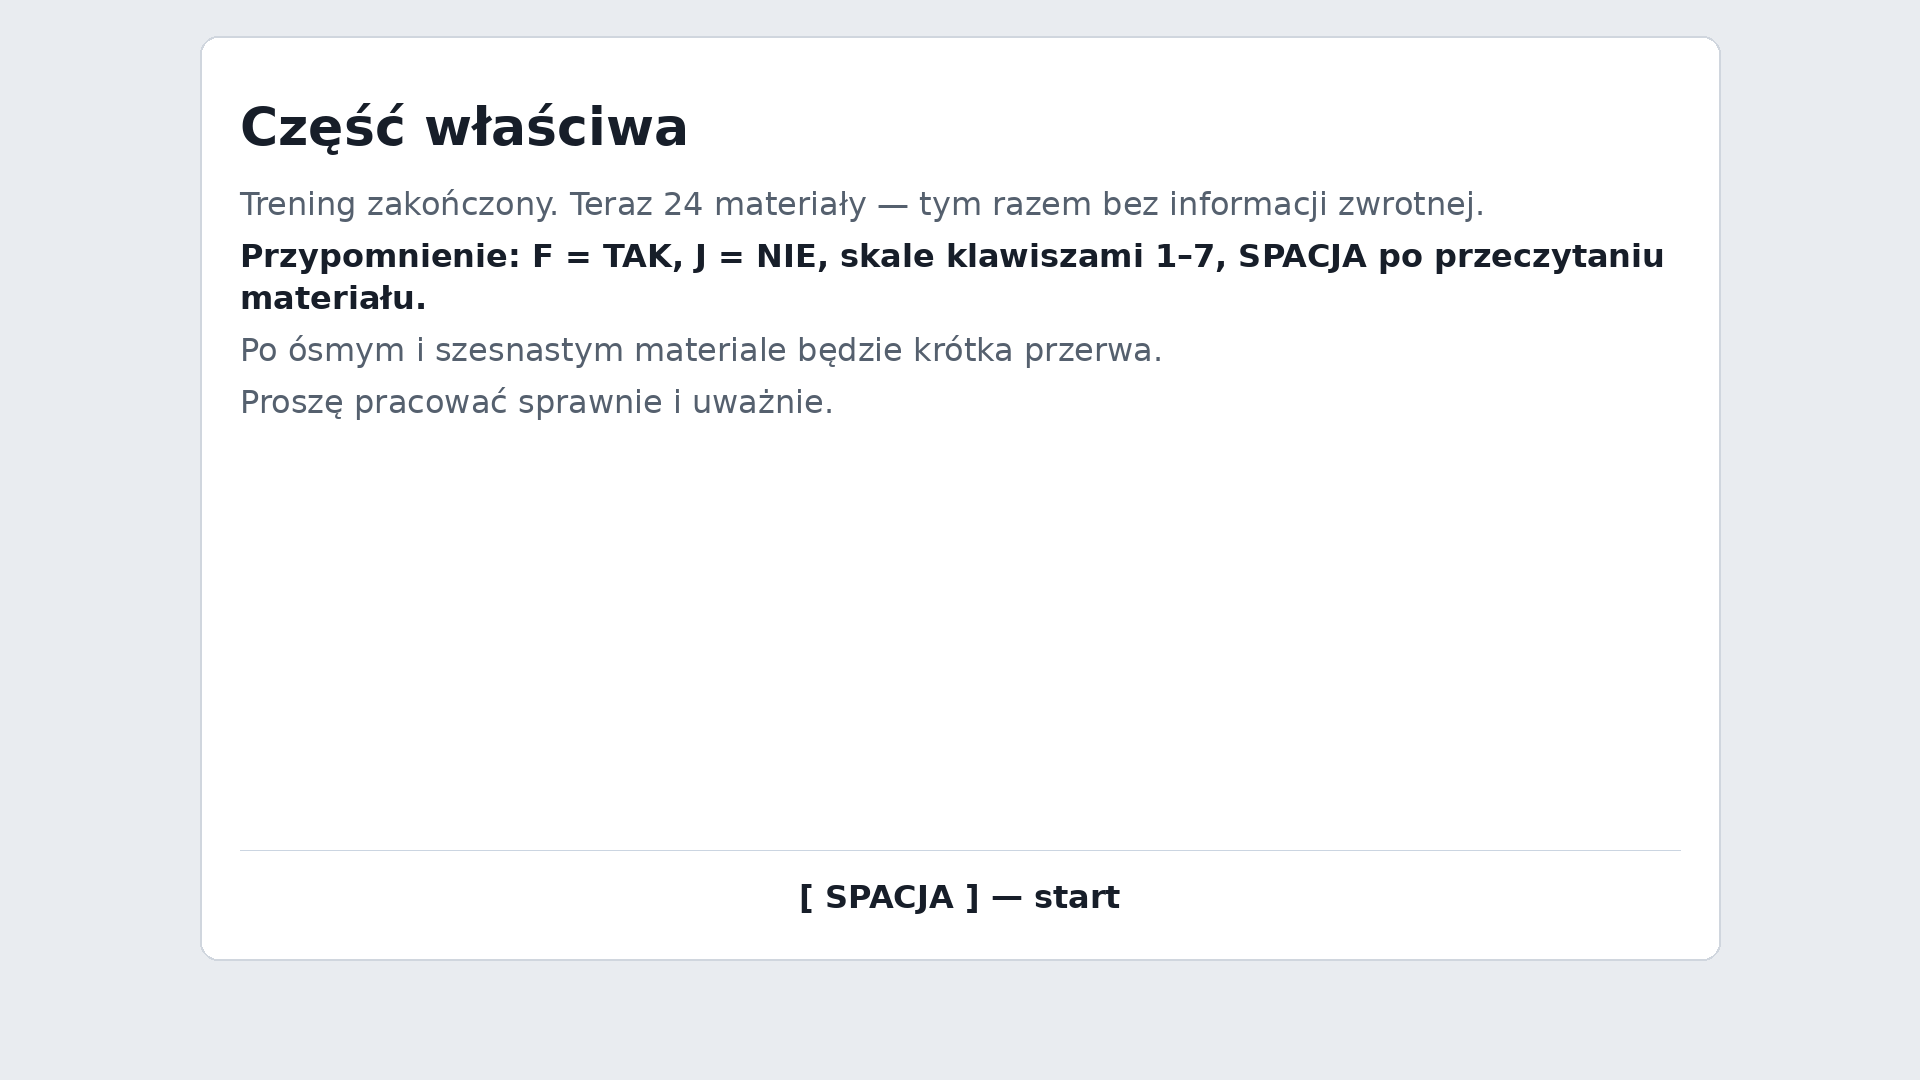 Część właściwa
Trening zakończony. Teraz 24 materiały — tym razem bez informacji zwrotnej.
Przypomnienie: F = TAK, J = NIE, skale klawiszami 1–7, SPACJA po przeczytaniu
materiału.
Po ósmym i szesnastym materiale będzie krótka przerwa.
Proszę pracować sprawnie i uważnie.
[ SPACJA ] — start